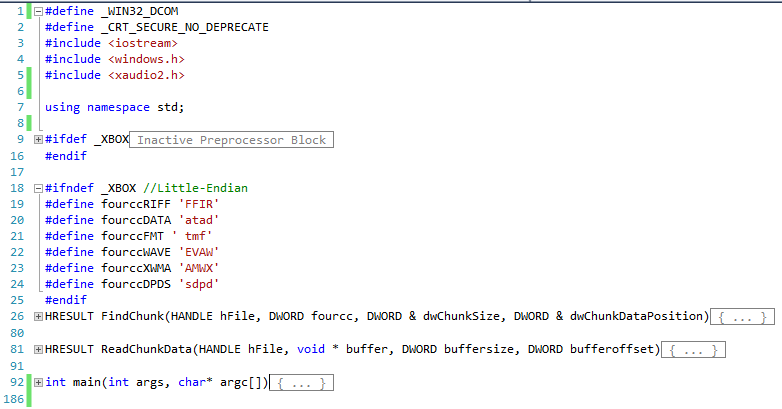 1 #define _WIN32_DCOM
2 #define _CRT_SECURE_NO_DEPRECATE
3 #include <iostream>
4 #include <windows.h>
5 #include <xaudio2.h>
6
7 using namespace std;
8
9 #ifdef _XBOX Inactive Preprocessor Block
16 #endif
17
18 #ifndef _XBOX //Little-Endian
19 #define fourccRIFF 'FFIR'
20 #define fourccDATA 'atad'
21 #define fourccFMT ' tmf'
22 #define fourccWAVE 'EVAW'
23 #define fourccXWMA 'AMWX'
24 #define fourccDPDS 'sdpd'
25 #endif
26 HRESULT FindChunk(HANDLE hFile, DWORD fourcc, DWORD & dwChunkSize, DWORD & dwChunkDataPosition){ ... }
80
81 HRESULT ReadChunkData(HANDLE hFile, void * buffer, DWORD buffersize, DWORD bufferoffset){ ... }
91
92 int main(int args, char* argc[]){ ... }
186